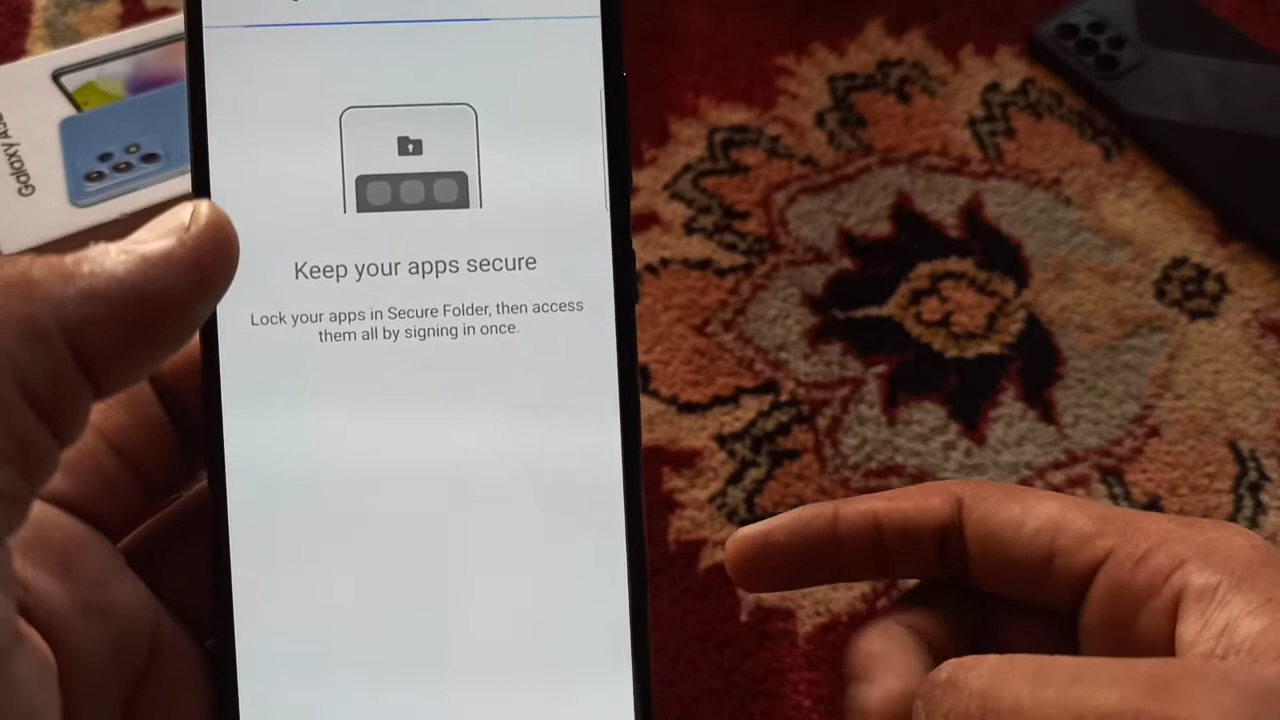 Galaxy
Keep your apps secure
Lock your apps in Secure Folder, then access
them all by signing in once.